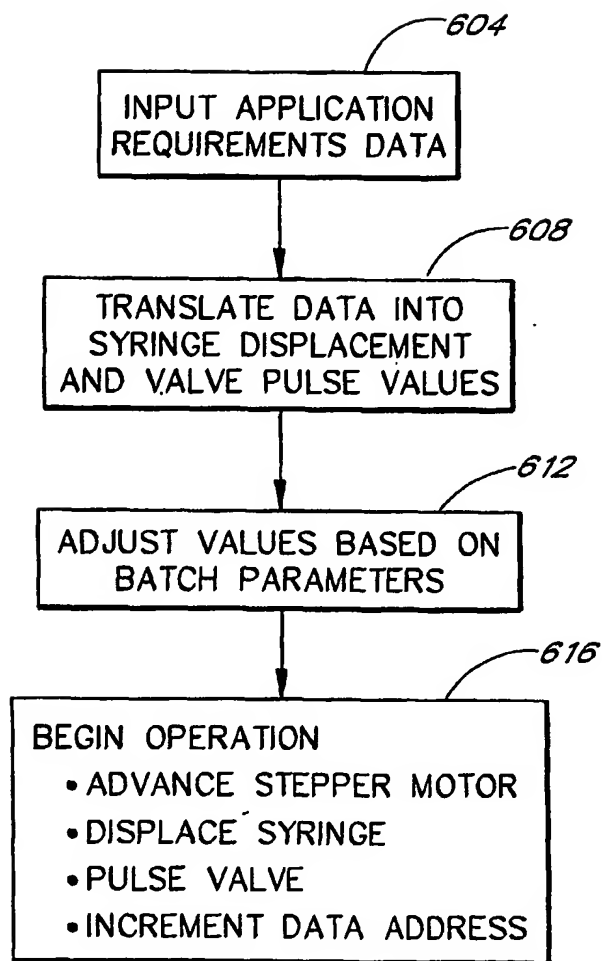 604
INPUT APPLICATION
REQUIREMENTS DATA
608
TRANSLATE DATA INTO
SYRINGE DISPLACEMENT
AND VALVE PULSE VALUES
612
ADJUST VALUES BASED ON
BATCH PARAMETERS
616
BEGIN OPERATION
• ADVANCE STEPPER MOTOR
• DISPLACE SYRINGE
• PULSE VALVE
• INCREMENT DATA ADDRESS